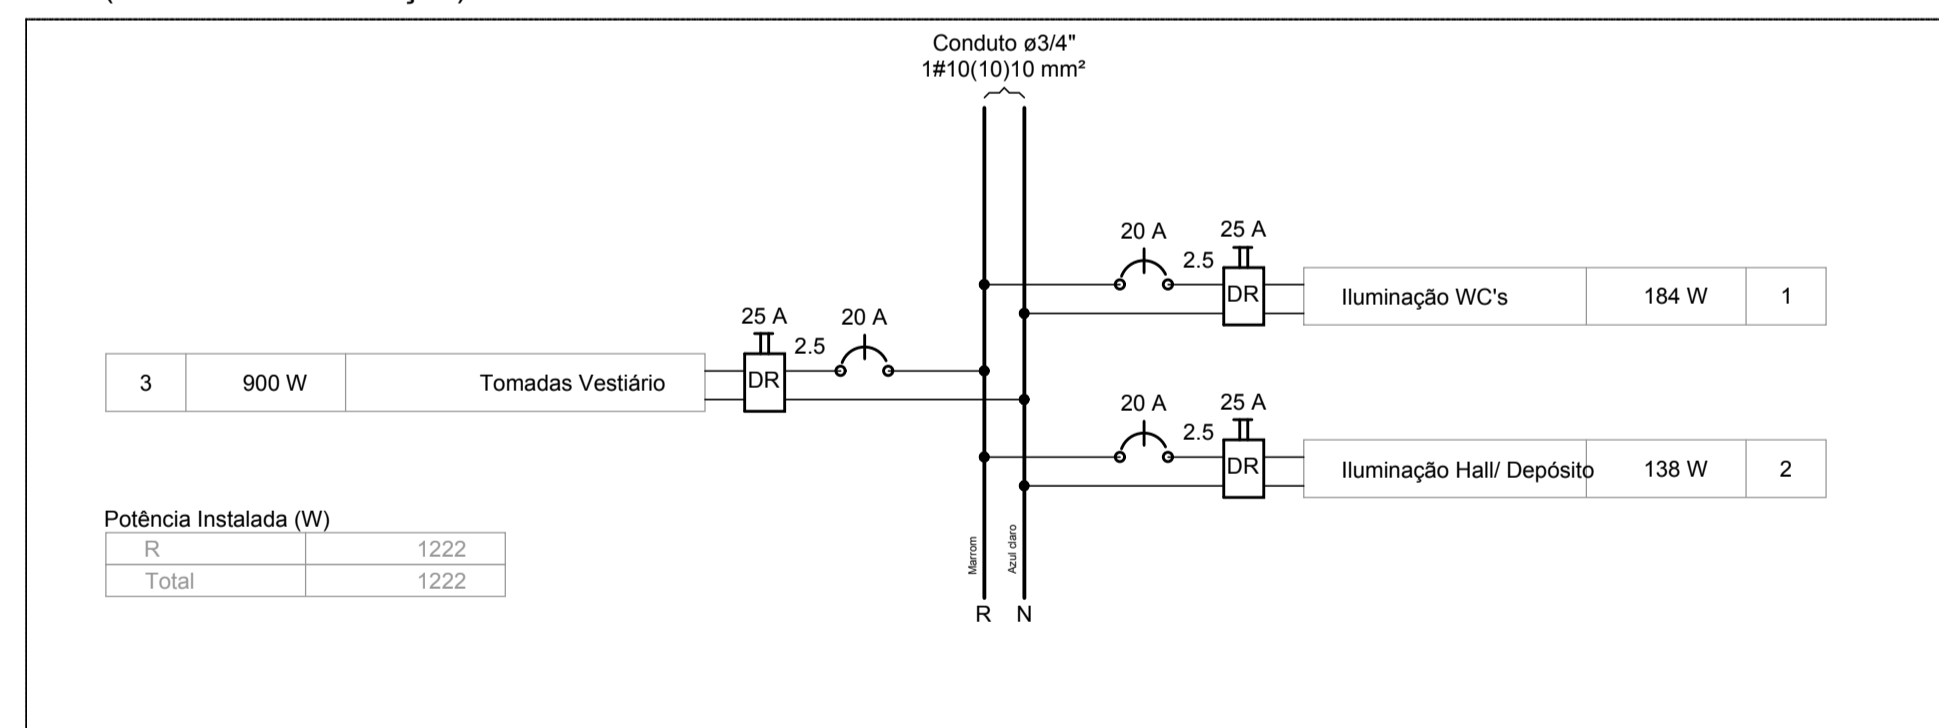 Conduto ø3/4"
1#10(10)10 mm²
20 A
25 A
2.5
DR
Iluminação WC's
184 W
1
25 A
20 A
2.5
3
900 W
Tomadas Vestiário
DR
20 A
25 A
2.5
DR
Iluminação Hall/ Depósito
138 W
2
Potência Instalada (W)
R 1222
Total 1222
Marrom
Azul claro
R N